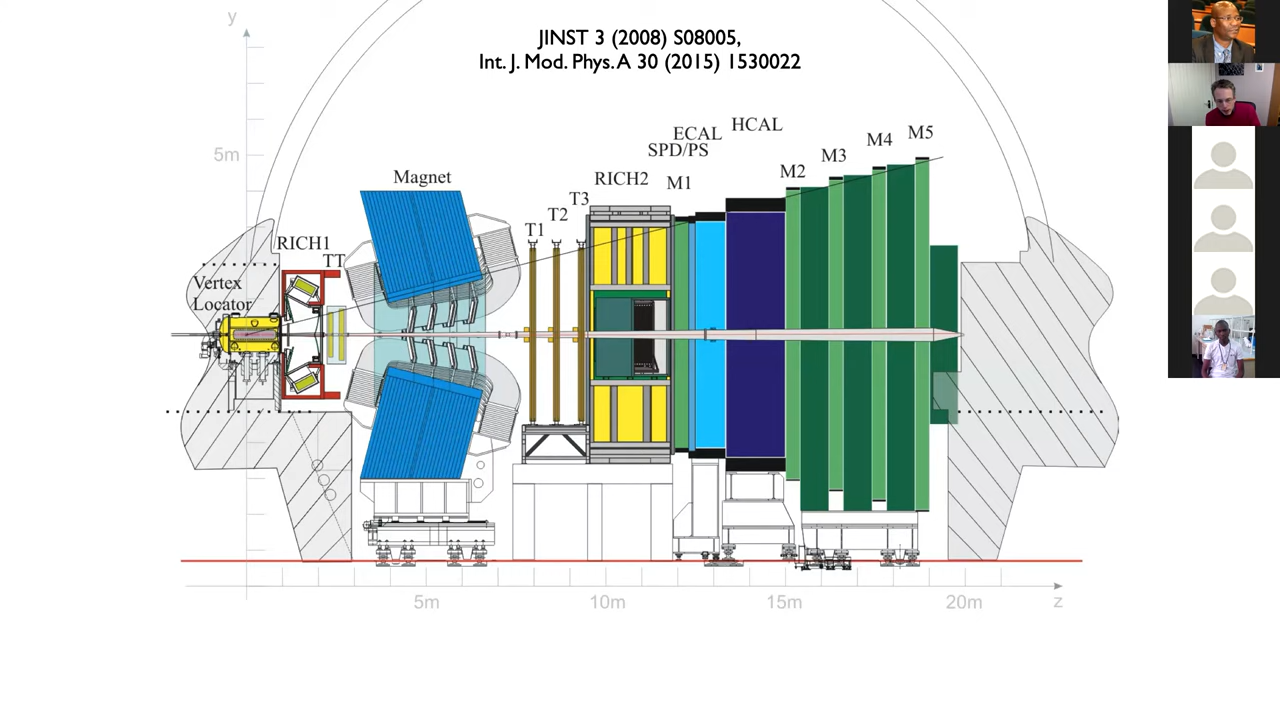 JINST 3 (2008) S08005,
Int. J. Mod. Phys. A 30 (2015) 1530022
y
5m
Magnet
RICH1
TT
Vertex
Locator
T1
T2
T3
RICH2
SPD/PS
M1
ECAL
HCAL
M2
M3
M4
M5
5m
10m
15m
20m
z